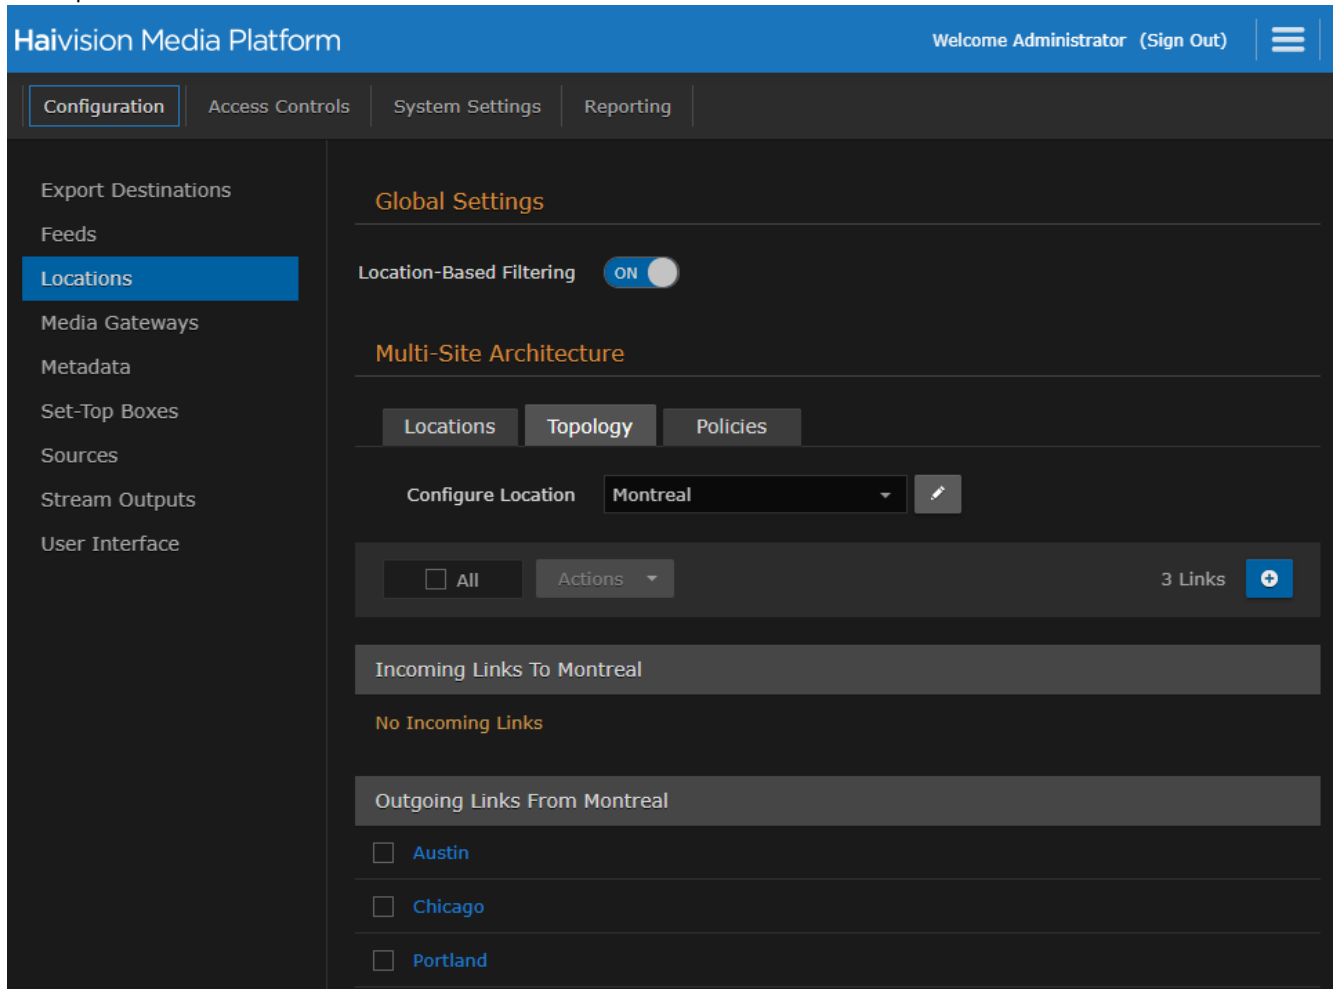 Haivision Media Platform
Welcome Administrator (Sign Out)
Configuration Access Controls System Settings Reporting
Export Destinations
Feeds
Locations
Media Gateways
Metadata
Set-Top Boxes
Sources
Stream Outputs
User Interface
Global Settings
Location-Based Filtering ON
Multi-Site Architecture
Locations Topology Policies
Configure Location Montreal
All Actions 3 Links
Incoming Links To Montreal
No Incoming Links
Outgoing Links From Montreal
Austin
Chicago
Portland